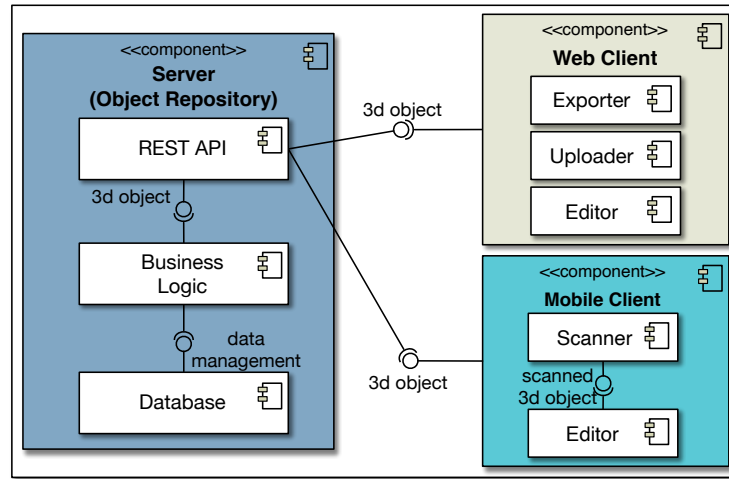 <<component>>
Server
(Object Repository)
REST API
3d object
Business
Logic
data
management
Database
3d object
3d object
<<component>>
Web Client
Exporter
Uploader
Editor
<<component>>
Mobile Client
Scanner
scanned
3d object
Editor